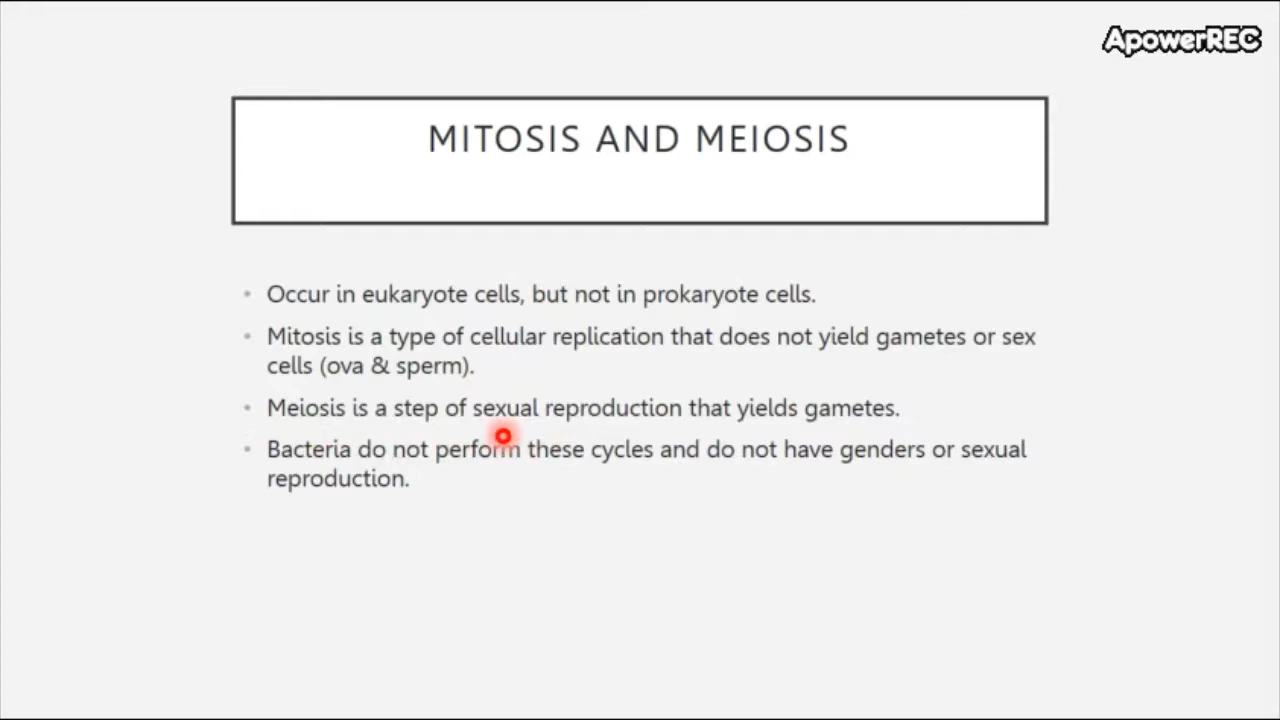 ApowerREC
MITOSIS AND MEIOSIS
• Occur in eukaryote cells, but not in prokaryote cells.
• Mitosis is a type of cellular replication that does not yield gametes or sex
cells (ova & sperm).
• Meiosis is a step of sexual reproduction that yields gametes.
• Bacteria do not perform these cycles and do not have genders or sexual
reproduction.